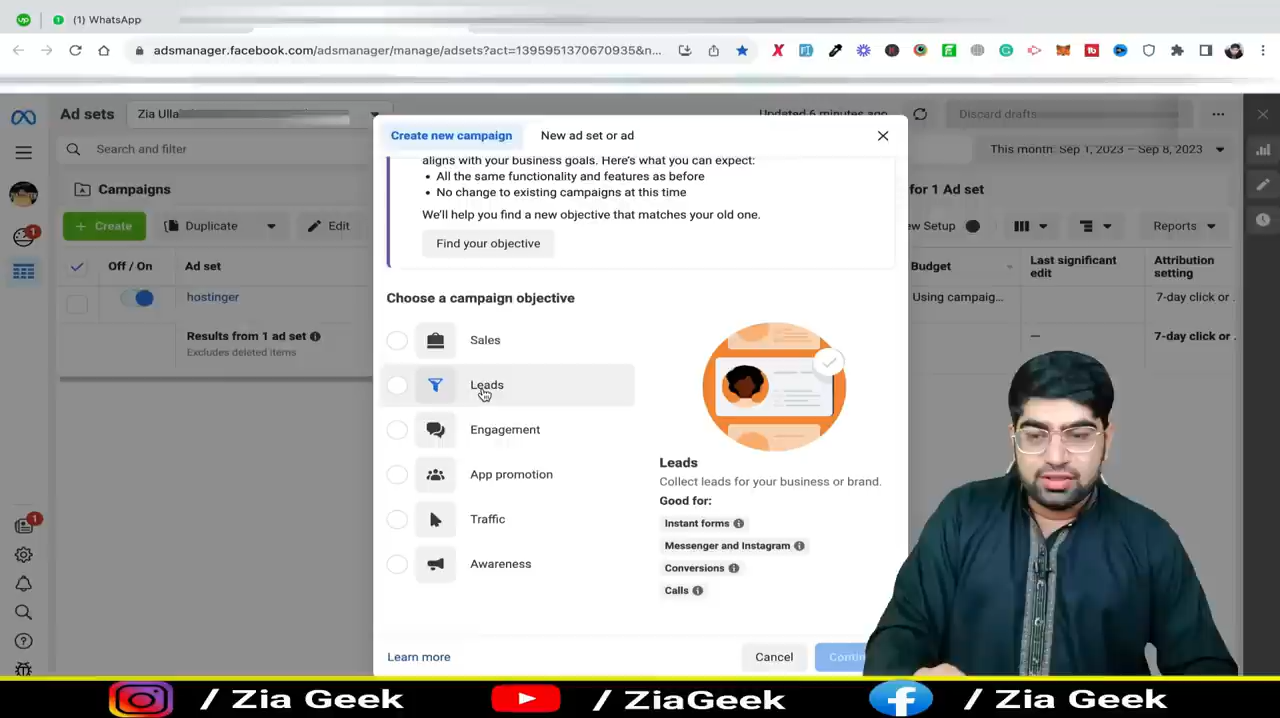 (1) WhatsApp
adsmanager.facebook.com/adsmanager/manage/adsets?act=1395951370670935&n...
Ad sets
Zia Ulla
Updated 6 minutes ago
Discard drafts
Create new campaign
New ad set or ad
Search and filter
This month: Sep 1, 2023 – Sep 8, 2023
aligns with your business goals. Here's what you can expect:
• All the same functionality and features as before
• No change to existing campaigns at this time
We'll help you find a new objective that matches your old one.
Find your objective
Campaigns
for 1 Ad set
+ Create
Duplicate
Edit
ew Setup
Reports
Off / On
Ad set
Budget
Last significant edit
Attribution setting
hostinger
Using campaig...
7-day click or .
Results from 1 ad set
Excludes deleted items
—
7-day click or .
Choose a campaign objective
Sales
Leads
Engagement
App promotion
Traffic
Awareness
Leads
Collect leads for your business or brand.
Good for:
Instant forms
Messenger and Instagram
Conversions
Calls
Learn more
Cancel
Contin
1
1
/ Zia Geek
/ ZiaGeek
/ Zia Geek